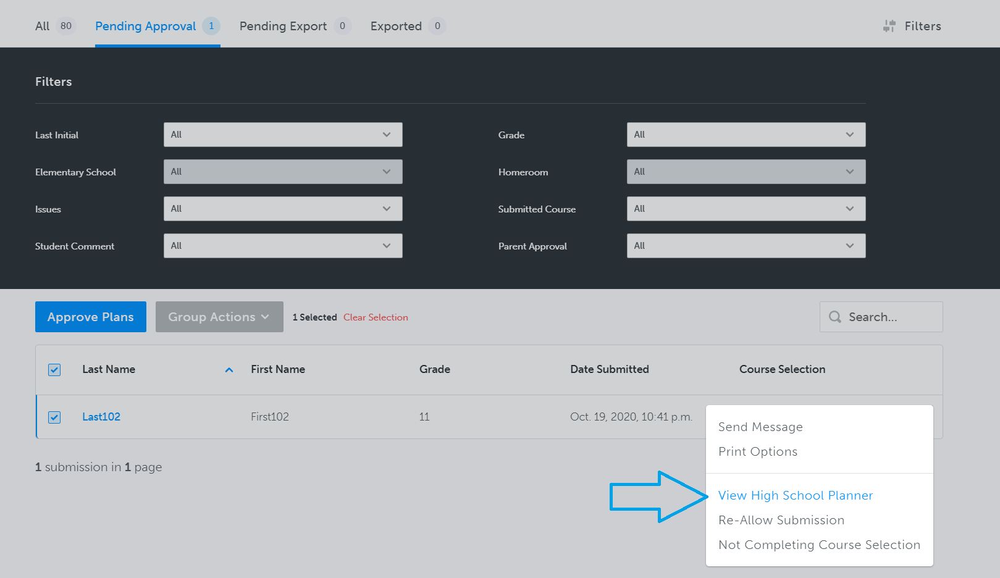 All 80 Pending Approval 1 Pending Export 0 Exported 0 Filters
Filters
Last Initial All Grade All
Elementary School All Homeroom All
Issues All Submitted Course All
Student Comment All Parent Approval All
Approve Plans Group Actions 1 Selected Clear Selection Search...
Last Name First Name Grade Date Submitted Course Selection
Last102 First102 11 Oct. 19, 2020, 10:41 p.m.
1 submission in 1 page
Send Message
Print Options
View High School Planner
Re-Allow Submission
Not Completing Course Selection